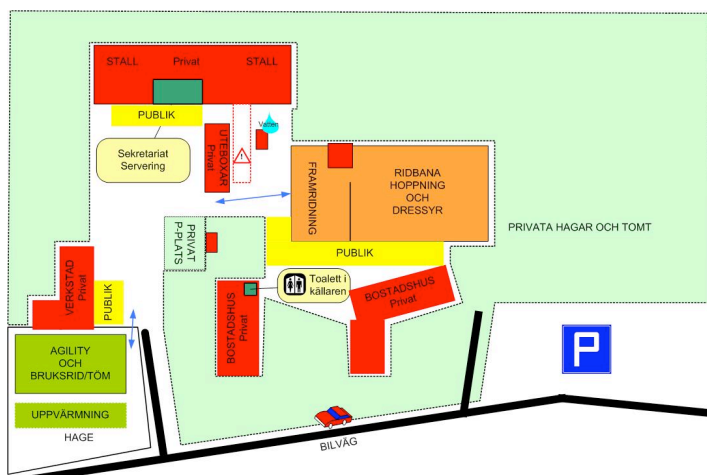 STALL Privat STALL
PUBLIK
Sekretariat
Servering
UTEBOXAR
Privat
Vatten
FRAMRIDNING
RIDBANA
HOPPNING
OCH
DRESSYR
PRIVATA HAGAR OCH TOMT
PRIVAT
P-PLATS
PUBLIK
VERKSTAD
Privat
PUBLIK
Toalett i
källaren
BOSTADSHUS
Privat
BOSTADSHUS
Privat
AGILITY
OCH
BRUKSRID/TÖM
P
UPPVÄRMNING
HAGE
BILVÄG